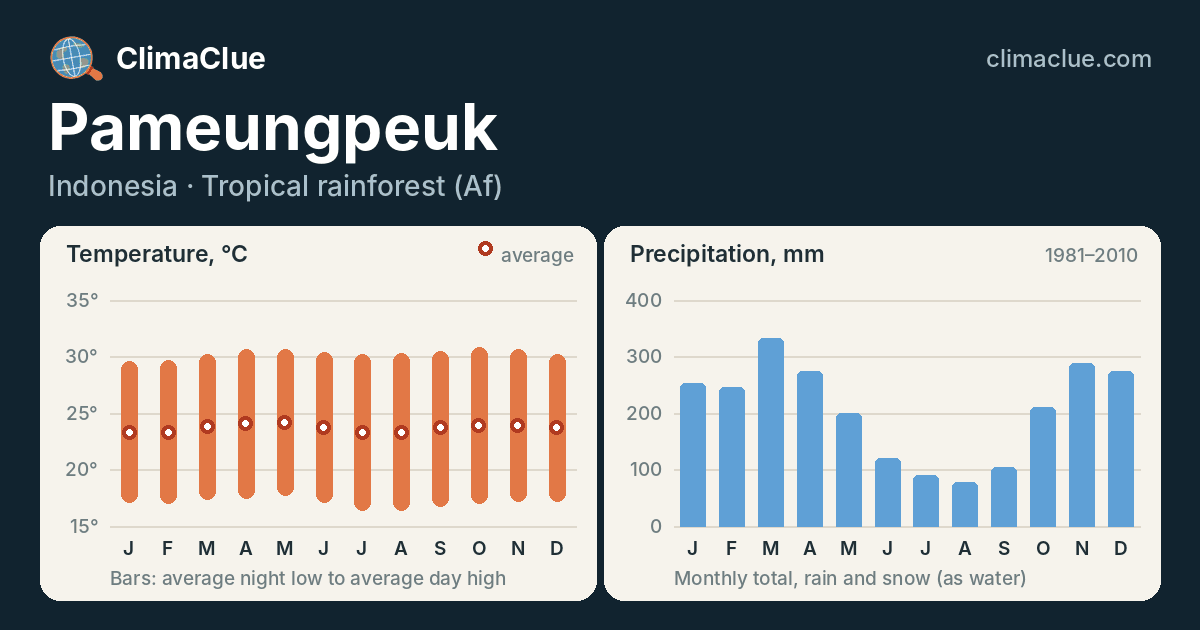 ClimaClue
climaclue.com
Pameungpeuk
Indonesia · Tropical rainforest (Af)
Temperature, °C
average
35°
30°
25°
20°
15°
J F M A M J J A S O N D
Bars: average night low to average day high
Precipitation, mm
1981–2010
400
300
200
100
0
J F M A M J J A S O N D
Monthly total, rain and snow (as water)